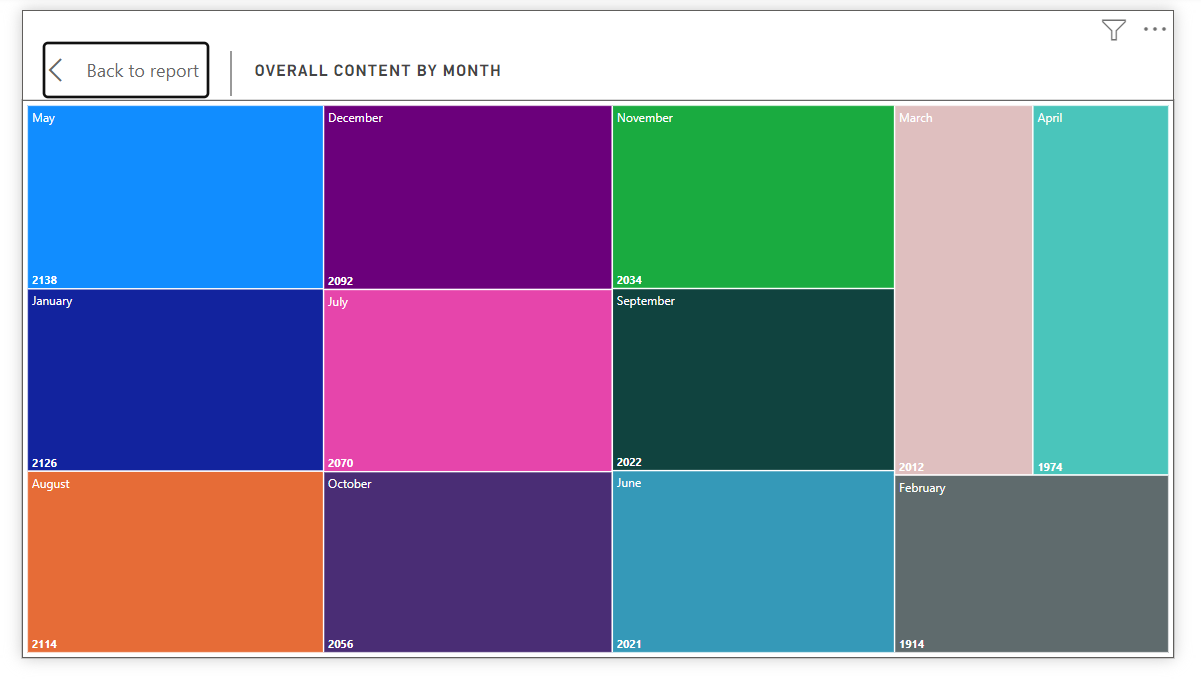 Back to report
OVERALL CONTENT BY MONTH
May
2138
January
2126
August
2114
December
2092
July
2070
October
2056
November
2034
September
2022
June
2021
March
2012
April
1974
February
1914